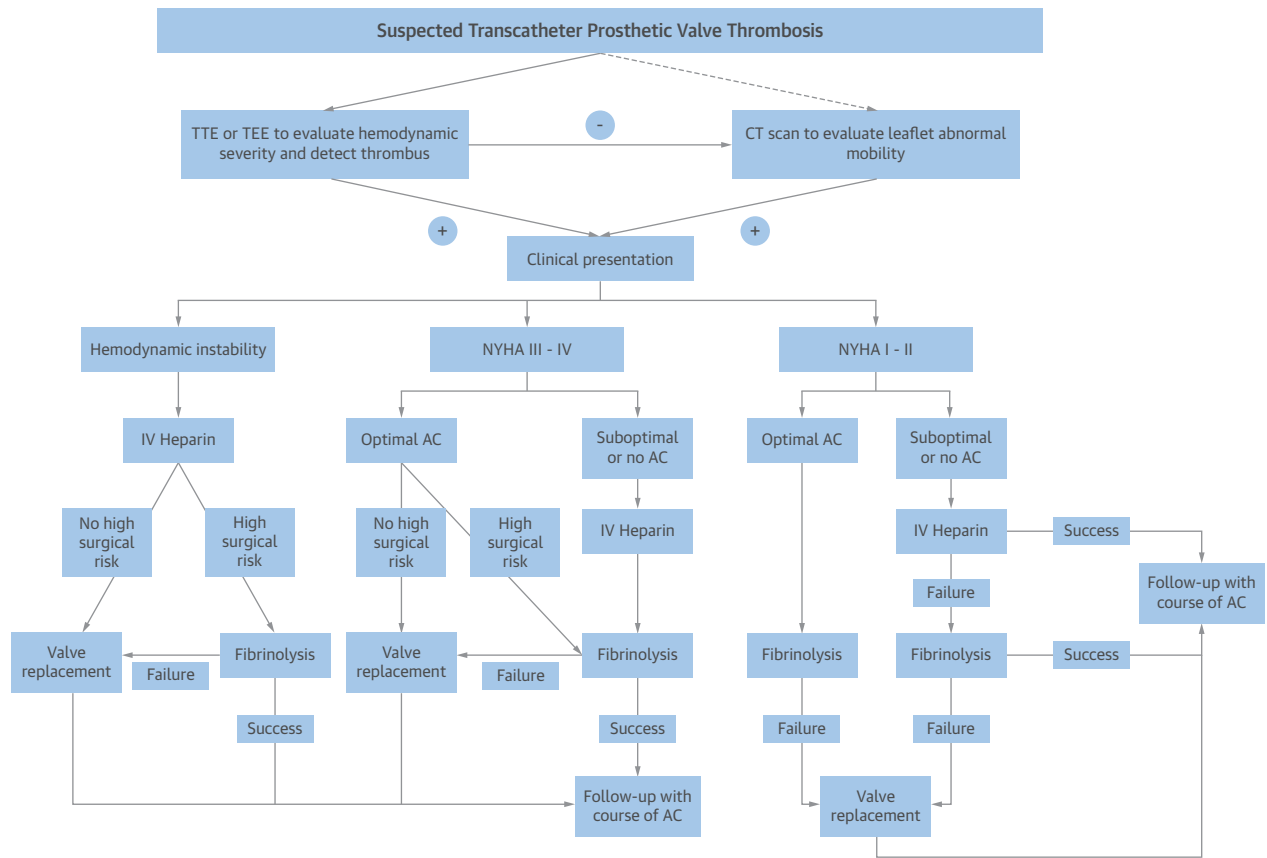 Suspected Transcatheter Prosthetic Valve Thrombosis
TTE or TEE to evaluate hemodynamic
severity and detect thrombus
-
CT scan to evaluate leaflet abnormal
mobility
+
+
Clinical presentation
Hemodynamic instability
NYHA III - IV
NYHA I - II
IV Heparin
Optimal AC
Suboptimal
or no AC
Optimal AC
Suboptimal
or no AC
No high
surgical
risk
High
surgical
risk
No high
surgical
risk
High
surgical
risk
IV Heparin
IV Heparin
Success
Failure
Follow-up with
course of AC
Valve
replacement
Failure
Fibrinolysis
Valve
replacement
Failure
Fibrinolysis
Fibrinolysis
Fibrinolysis
Success
Success
Success
Failure
Failure
Follow-up with
course of AC
Valve
replacement